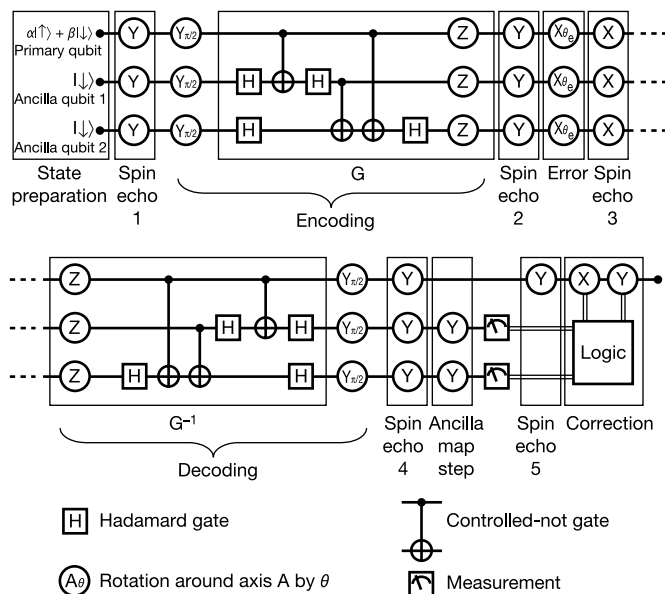 α|↑⟩ + β|↓⟩ Y Yπ/2 Z Y Xθe X
Primary qubit
|↓⟩ Y Yπ/2 H H Z Y Xθe X
Ancilla qubit 1
|↓⟩ Y Yπ/2 H H Z Y Xθe X
Ancilla qubit 2
State preparation
Spin echo 1
G
Encoding
Spin echo 2
Error
Spin echo 3
Z Yπ/2 Y Y X Y
Z H H Yπ/2 Y Y
Logic
Z H H Yπ/2 Y Y
G⁻¹
Decoding
Spin echo 4
Ancilla map step
Spin echo 5
Correction
H Hadamard gate
Controlled-not gate
Aθ Rotation around axis A by θ
Measurement